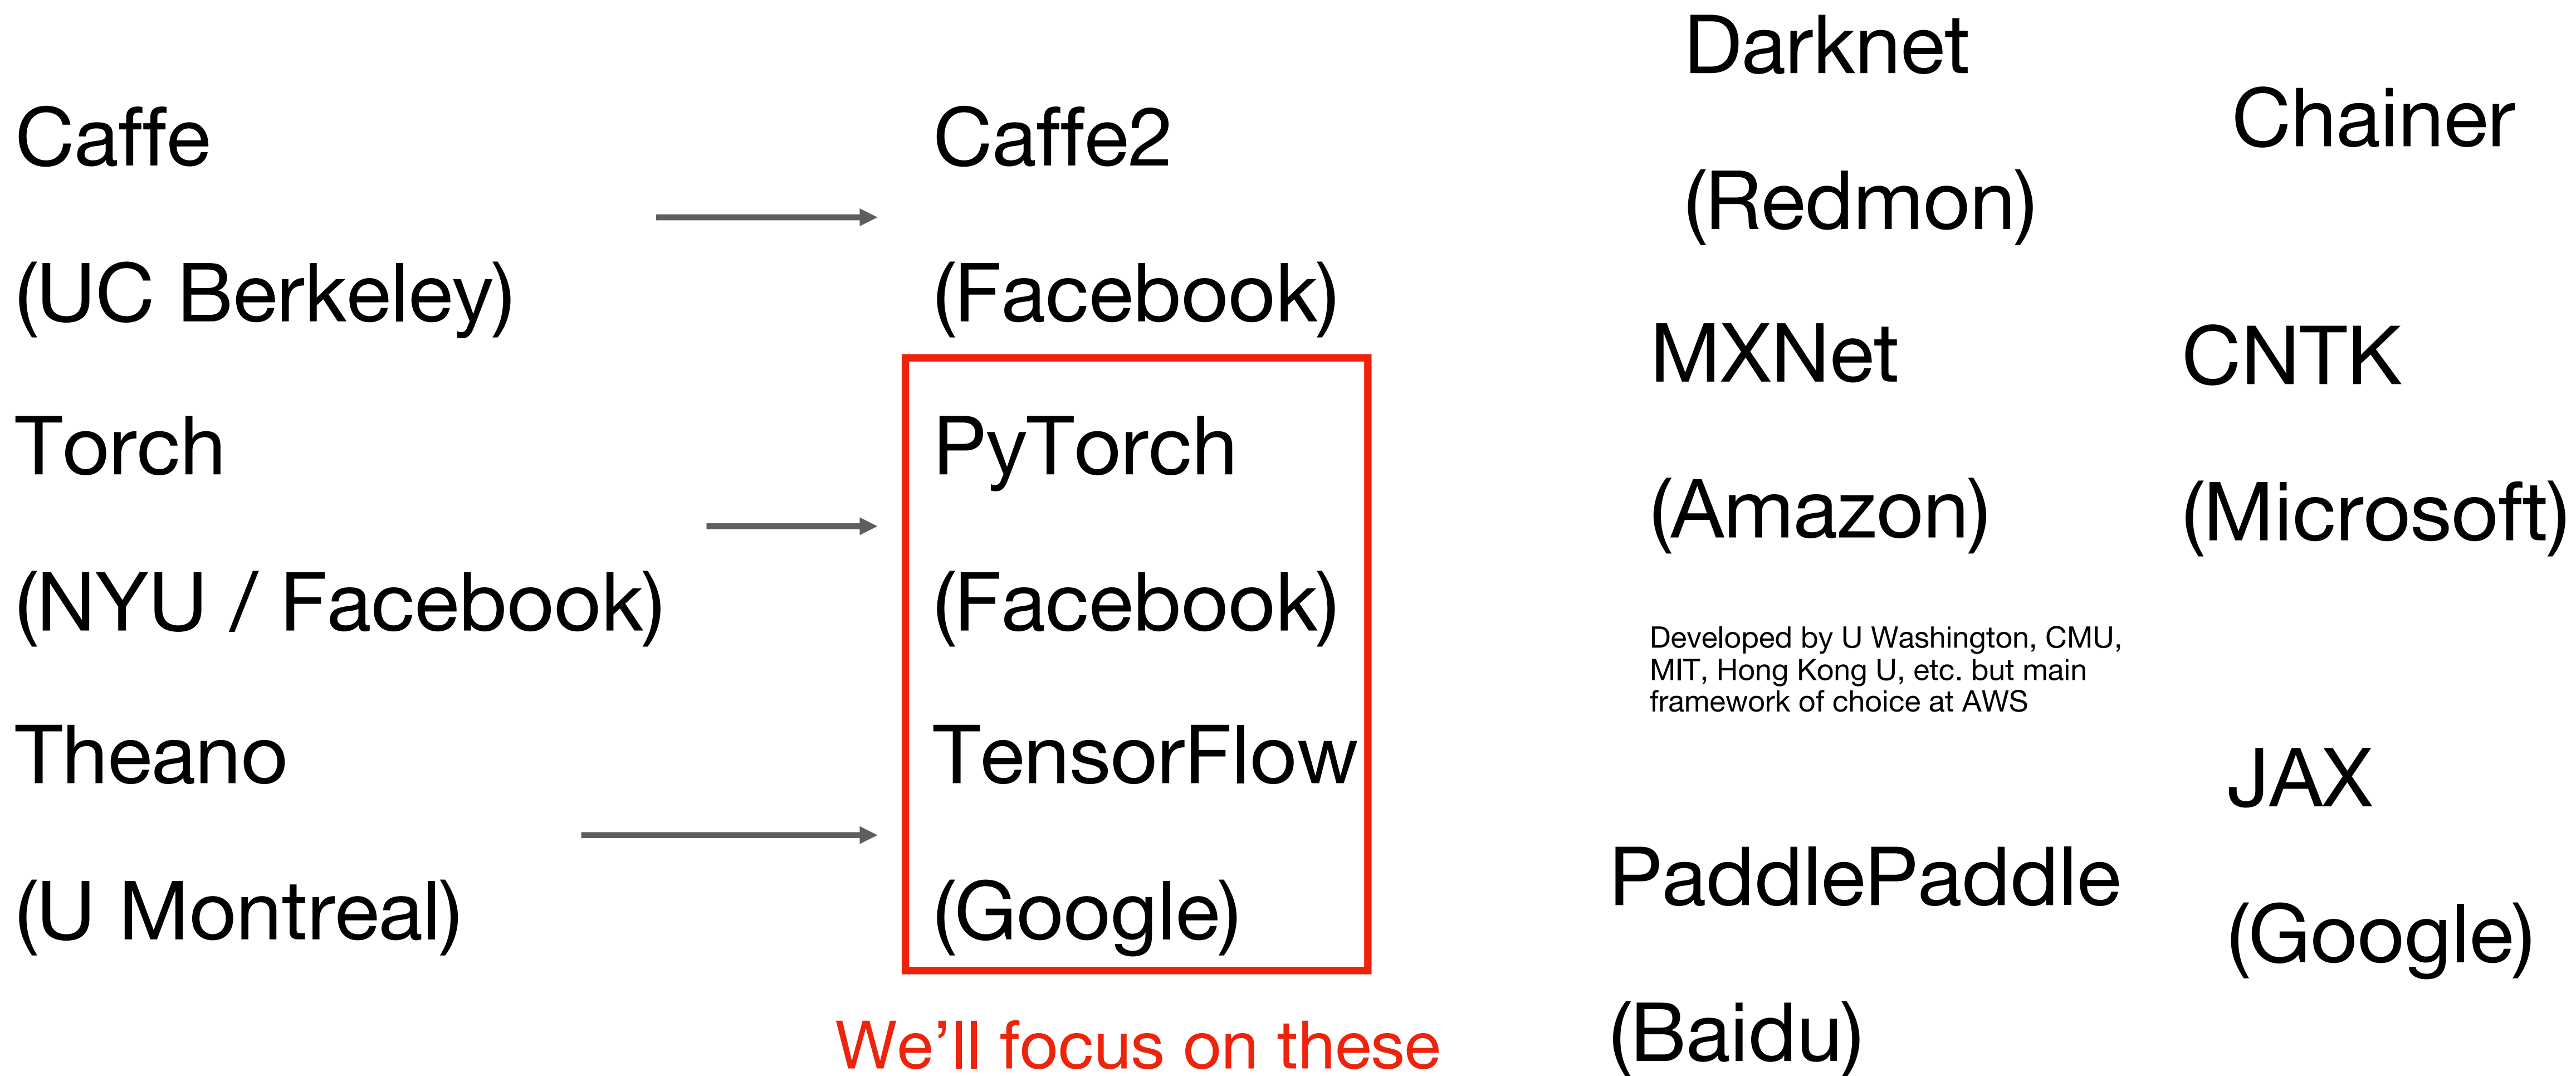 Caffe
(UC Berkeley)
Torch
(NYU / Facebook)
Theano
(U Montreal)
Caffe2
(Facebook)
PyTorch
(Facebook)
TensorFlow
(Google)
We’ll focus on these
Darknet
(Redmon)
Chainer
MXNet
(Amazon)
Developed by U Washington, CMU,
MIT, Hong Kong U, etc. but main
framework of choice at AWS
CNTK
(Microsoft)
PaddlePaddle
(Baidu)
JAX
(Google)